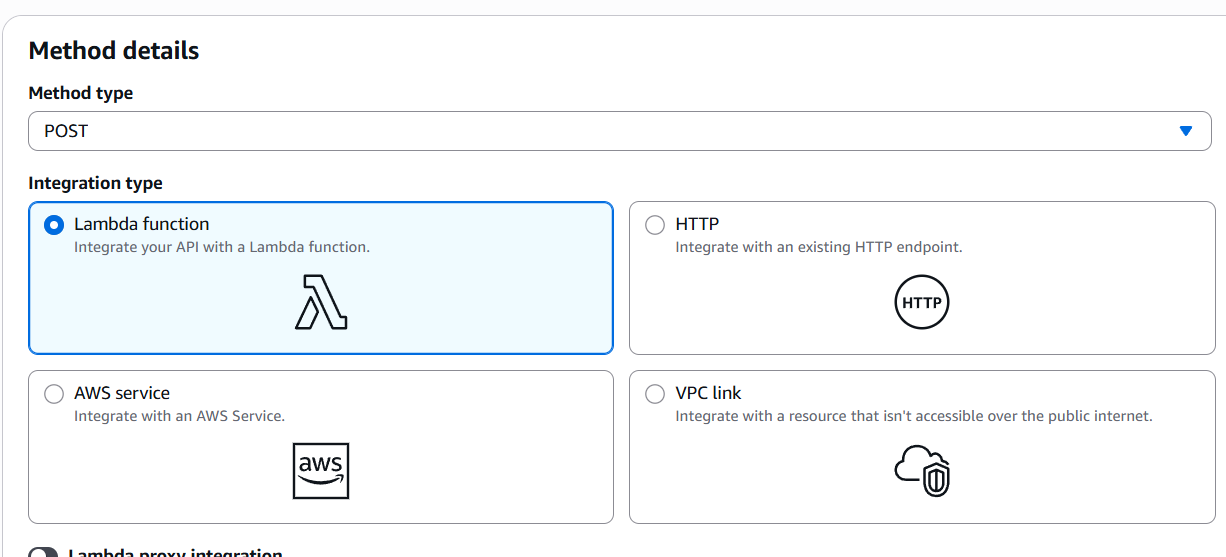 Method details
Method type
POST
Integration type
Lambda function
Integrate your API with a Lambda function.
HTTP
Integrate with an existing HTTP endpoint.
HTTP
AWS service
Integrate with an AWS Service.
aws
VPC link
Integrate with a resource that isn't accessible over the public internet.
Lambda proxy integration